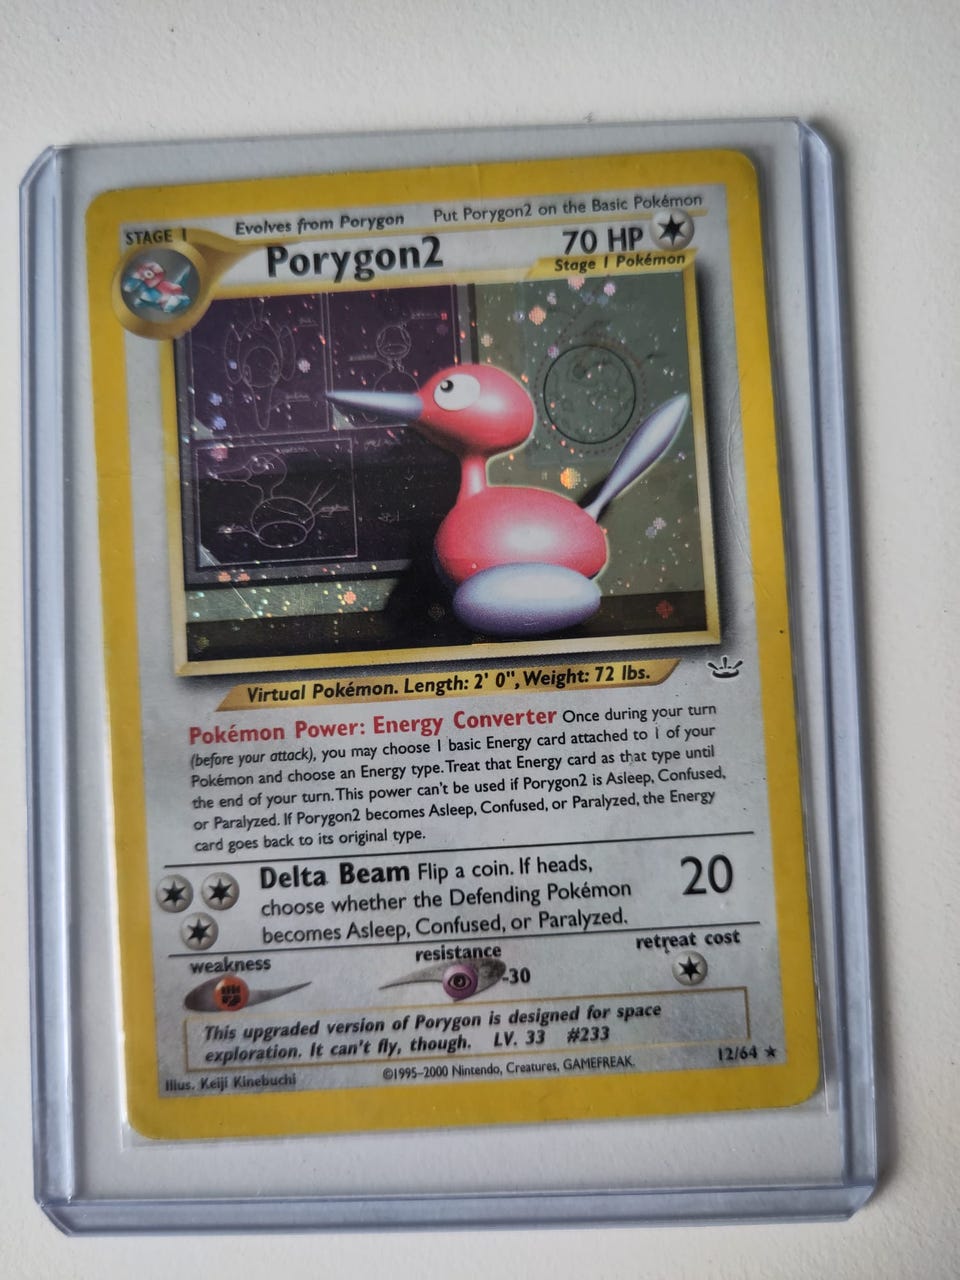 Evolves from Porygon Put Porygon2 on the Basic Pokémon
STAGE 1
Porygon2 70 HP
Stage 1 Pokémon
Virtual Pokémon. Length: 2' 0", Weight: 72 lbs.
Pokémon Power: Energy Converter Once during your turn
(before your attack), you may choose 1 basic Energy card attached to 1 of your
Pokémon and choose an Energy type. Treat that Energy card as that type until
the end of your turn. This power can't be used if Porygon2 is Asleep, Confused,
or Paralyzed. If Porygon2 becomes Asleep, Confused, or Paralyzed, the Energy
card goes back to its original type.
Delta Beam Flip a coin. If heads, 20
choose whether the Defending Pokémon
becomes Asleep, Confused, or Paralyzed.
weakness resistance retreat cost
-30
This upgraded version of Porygon is designed for space
exploration. It can't fly, though. LV. 33 #233
Illus. Keiji Kinebuchi ©1995-2000 Nintendo, Creatures, GAMEFREAK. 12/64 ★